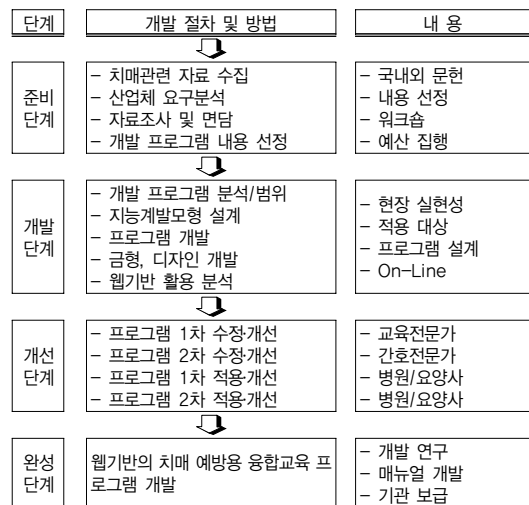 단계 개발 절차 및 방법 내 용
준비
단계
– 치매관련 자료 수집
– 산업체 요구분석
– 자료조사 및 면담
– 개발 프로그램 내용 선정
– 국내외 문헌
– 내용 선정
– 워크숍
– 예산 집행
개발
단계
– 개발 프로그램 분석/범위
– 지능계발모형 설계
– 프로그램 개발
– 금형, 디자인 개발
– 웹기반 활용 분석
– 현장 실현성
– 적용 대상
– 프로그램 설계
– On-Line
개선
단계
– 프로그램 1차 수정·개선
– 프로그램 2차 수정·개선
– 프로그램 1차 적용·개선
– 프로그램 2차 적용·개선
– 교육전문가
– 간호전문가
– 병원/요양사
– 병원/요양사
완성
단계
웹기반의 치매 예방용 융합교육 프
로그램 개발
– 개발 연구
– 매뉴얼 개발
– 기관 보급